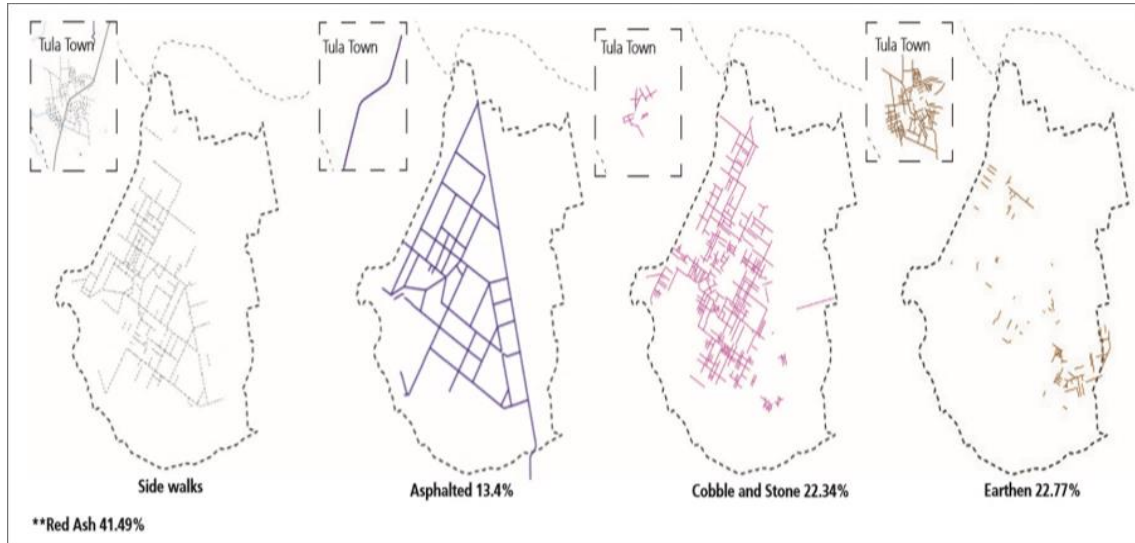 Tula Town
Tula Town
Tula Town
Tula Town
Side walks
Asphalted 13.4%
Cobble and Stone 22.34%
Earthen 22.77%
**Red Ash 41.49%